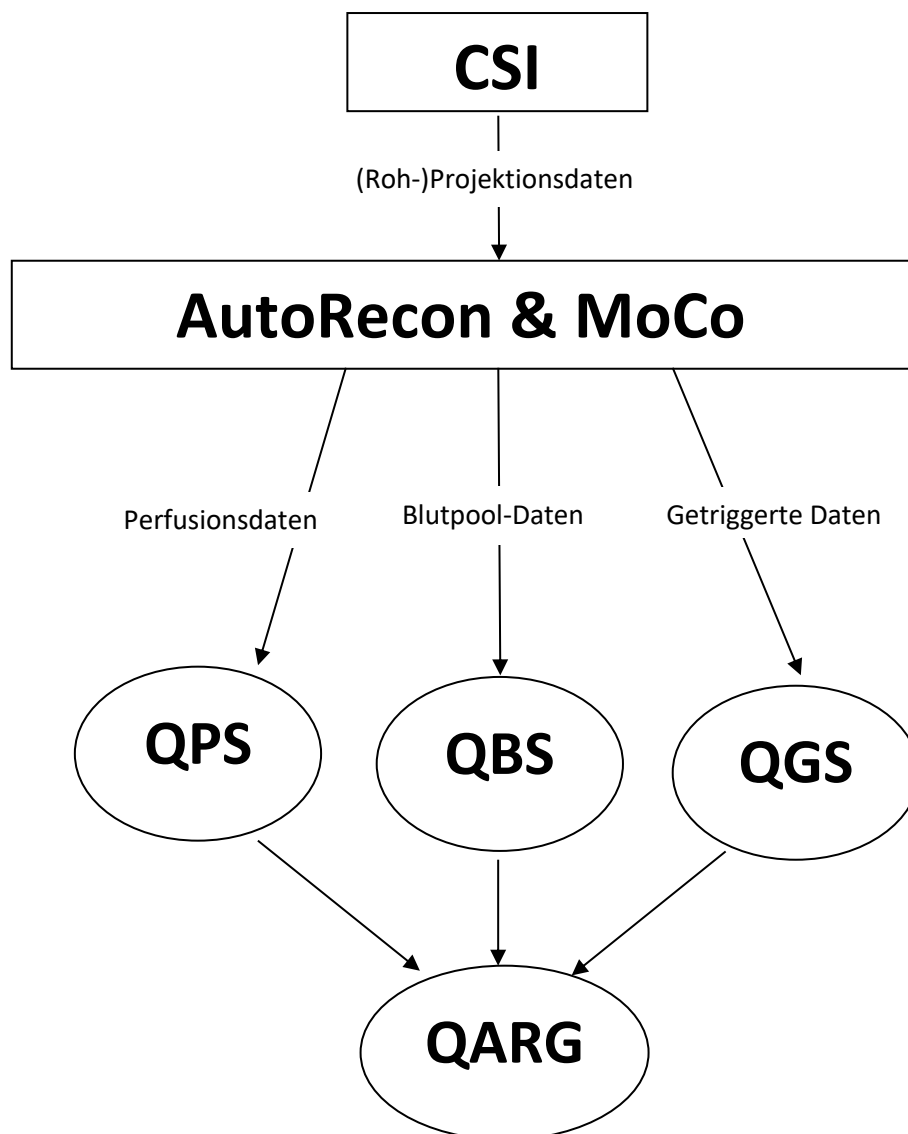 CSI
(Roh-)Projektionsdaten
AutoRecon & MoCo
Perfusionsdaten
Blutpool-Daten
Getriggerte Daten
QPS
QBS
QGS
QARG